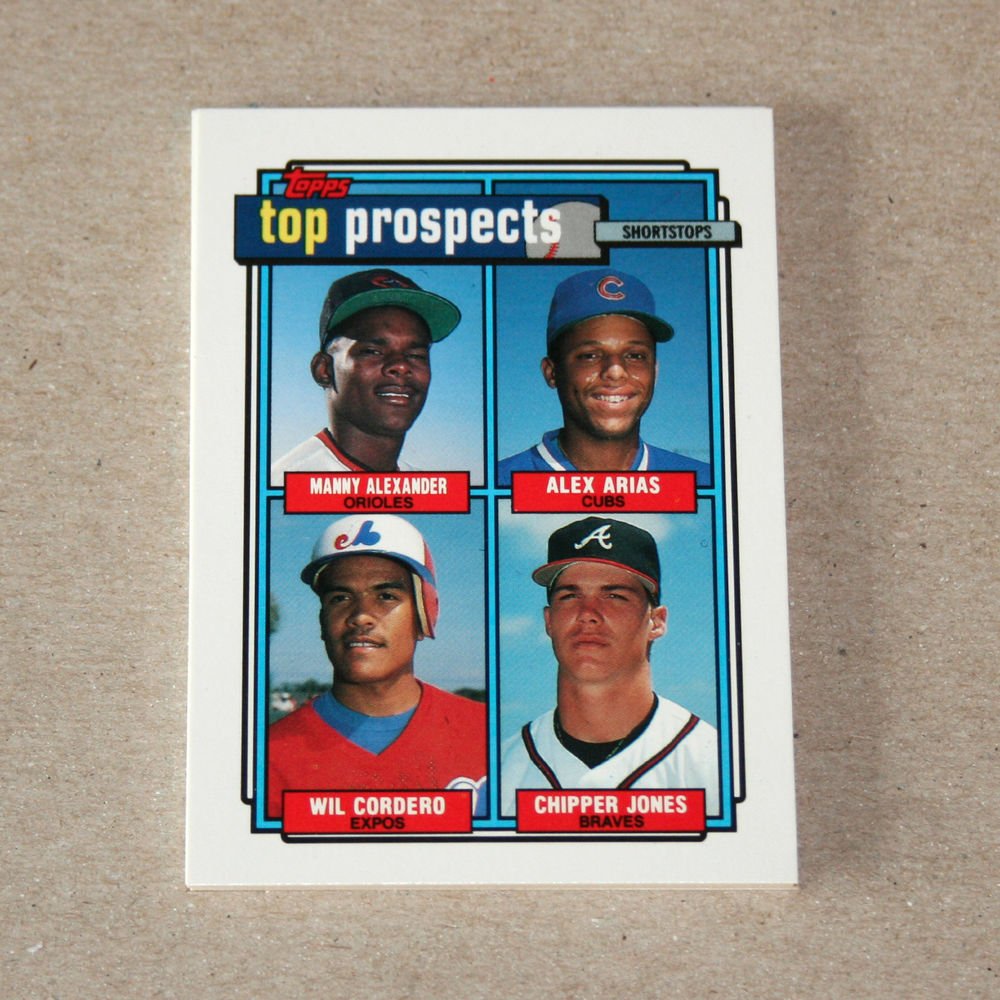 Topps
top prospects
SHORTSTOPS
MANNY ALEXANDER
ORIOLES
ALEX ARIAS
CUBS
WIL CORDERO
EXPOS
CHIPPER JONES
BRAVES